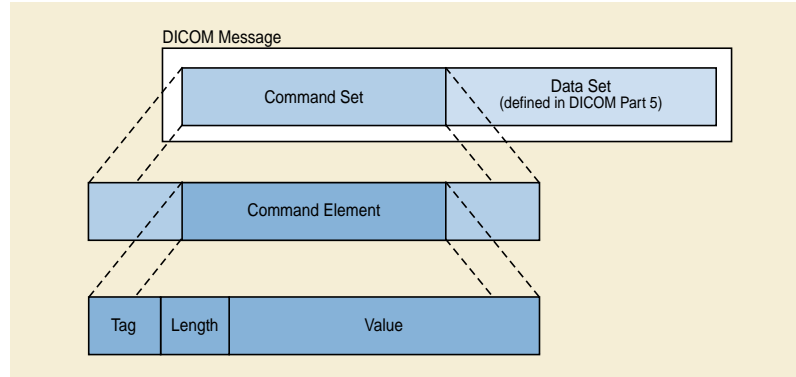 DICOM Message
Command Set
Data Set
(defined in DICOM Part 5)
Command Element
Tag
Length
Value